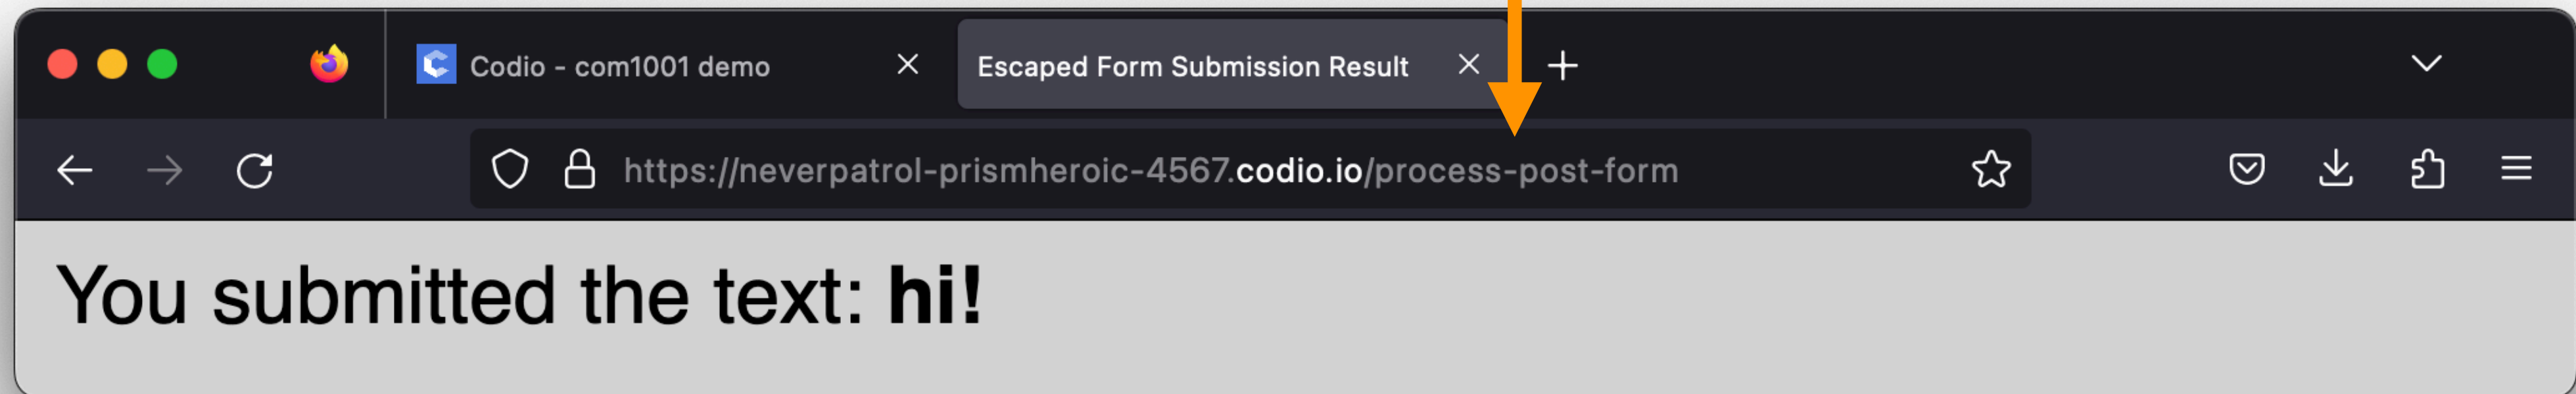 Codio - com1001 demo
Escaped Form Submission Result
https://neverpatrol-prismheroic-4567.codio.io/process-post-form
You submitted the text: hi!